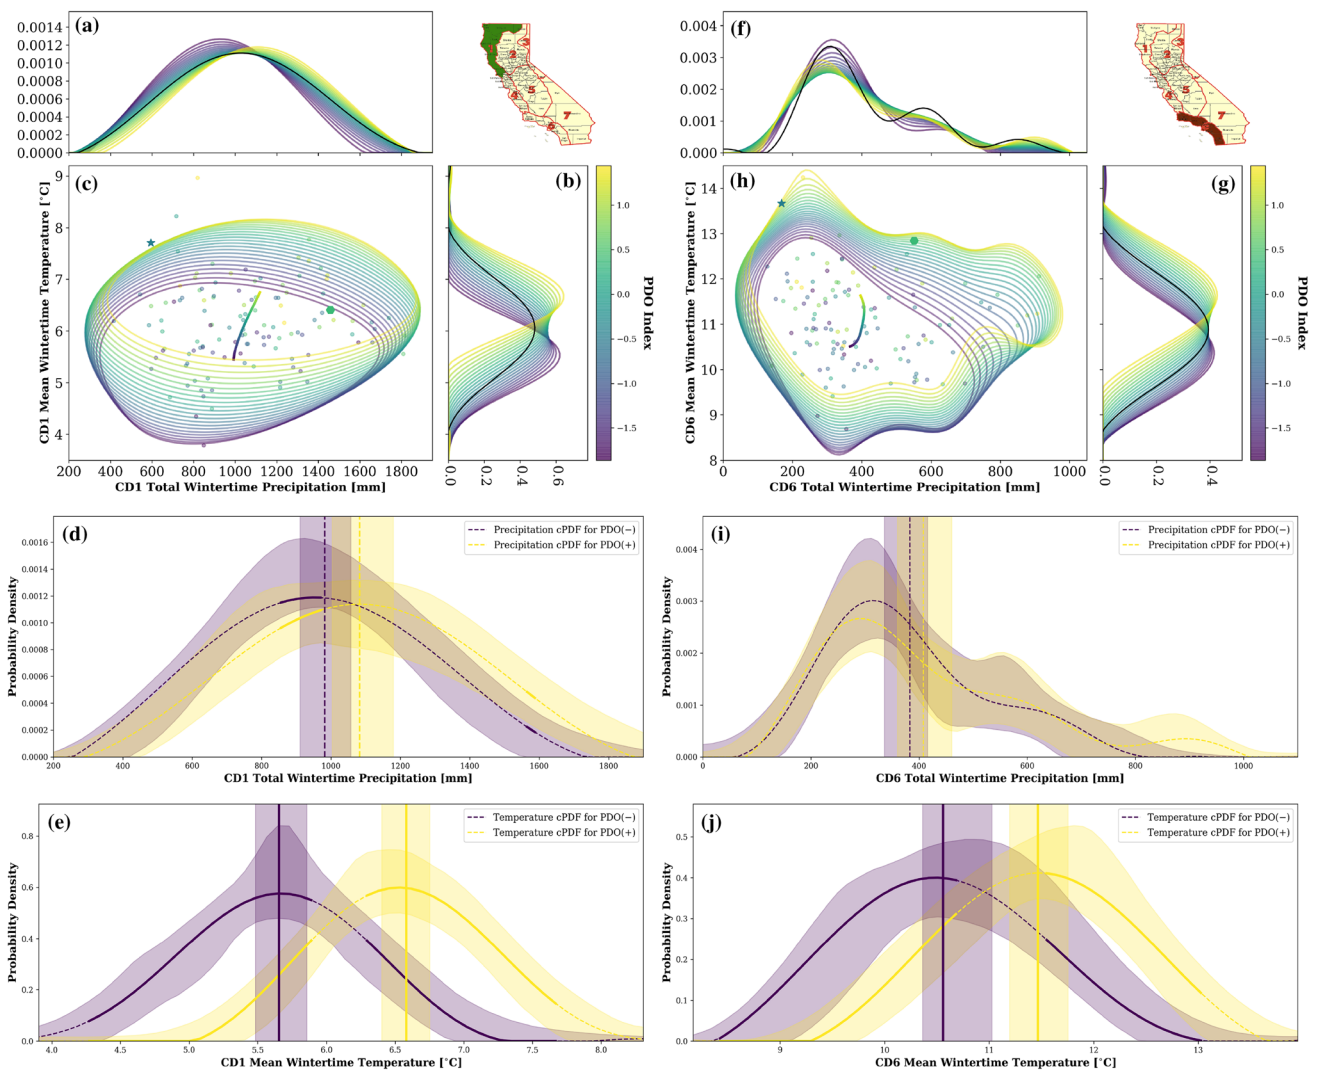 (a)
0.0014
0.0012
0.0010
0.0008
0.0006
0.0004
0.0002
0.0000
1
2
3
4
5
6
7
(f)
0.004
0.003
0.002
0.001
0.000
1
2
3
4
5
7
(c)
CD1 Mean Wintertime Temperature [°C]
9
8
7
6
5
4
200 400 600 800 1000 1200 1400 1600 1800
CD1 Total Wintertime Precipitation [mm]
(b)
0.0 0.2 0.4 0.6
1.0
0.5
0.0
−0.5
−1.0
−1.5
PDO Index
(h)
CD6 Mean Wintertime Temperature [°C]
14
13
12
11
10
9
8
0 200 400 600 800 1000
CD6 Total Wintertime Precipitation [mm]
(g)
0.0 0.2 0.4
1.0
0.5
0.0
−0.5
−1.0
−1.5
PDO Index
(d)
Precipitation cPDF for PDO(−)
Precipitation cPDF for PDO(+)
Probability Density
0.0016
0.0014
0.0012
0.0010
0.0008
0.0006
0.0004
0.0002
0.0000
200 400 600 800 1000 1200 1400 1600 1800
CD1 Total Wintertime Precipitation [mm]
(i)
Precipitation cPDF for PDO(−)
Precipitation cPDF for PDO(+)
Probability Density
0.004
0.003
0.002
0.001
0.000
0 200 400 600 800 1000
CD6 Total Wintertime Precipitation [mm]
(e)
Temperature cPDF for PDO(−)
Temperature cPDF for PDO(+)
Probability Density
0.8
0.6
0.4
0.2
0.0
4.0 4.5 5.0 5.5 6.0 6.5 7.0 7.5 8.0
CD1 Mean Wintertime Temperature [°C]
(j)
Temperature cPDF for PDO(−)
Temperature cPDF for PDO(+)
Probability Density
0.5
0.4
0.3
0.2
0.1
0.0
9 10 11 12 13
CD6 Mean Wintertime Temperature [°C]